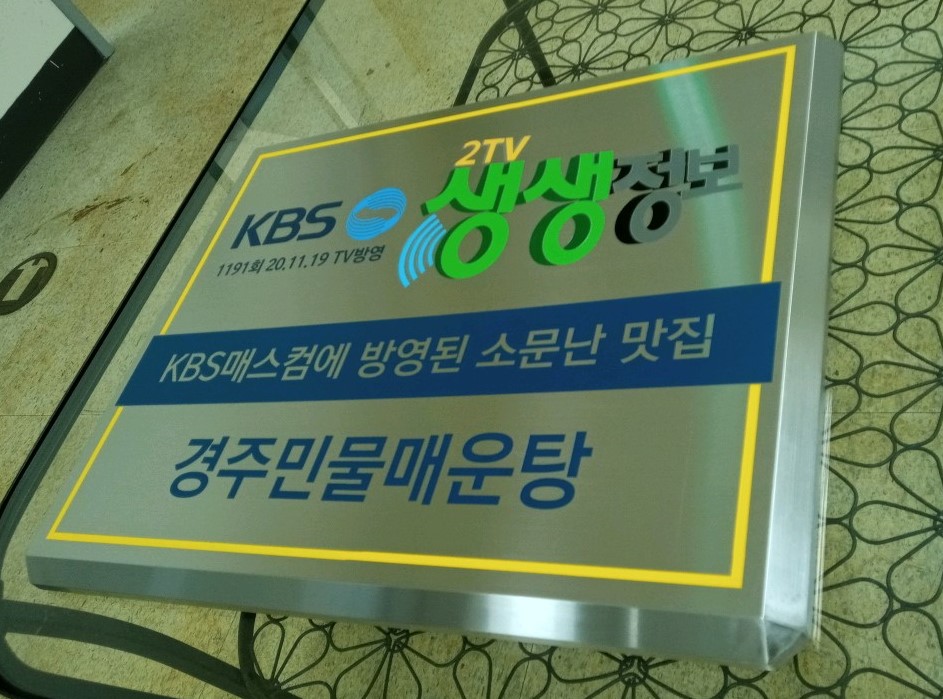 2TV
KBS 생생정보
1191회 20.11.19 TV방영
KBS매스컴에 방영된 소문난 맛집
경주민물매운탕